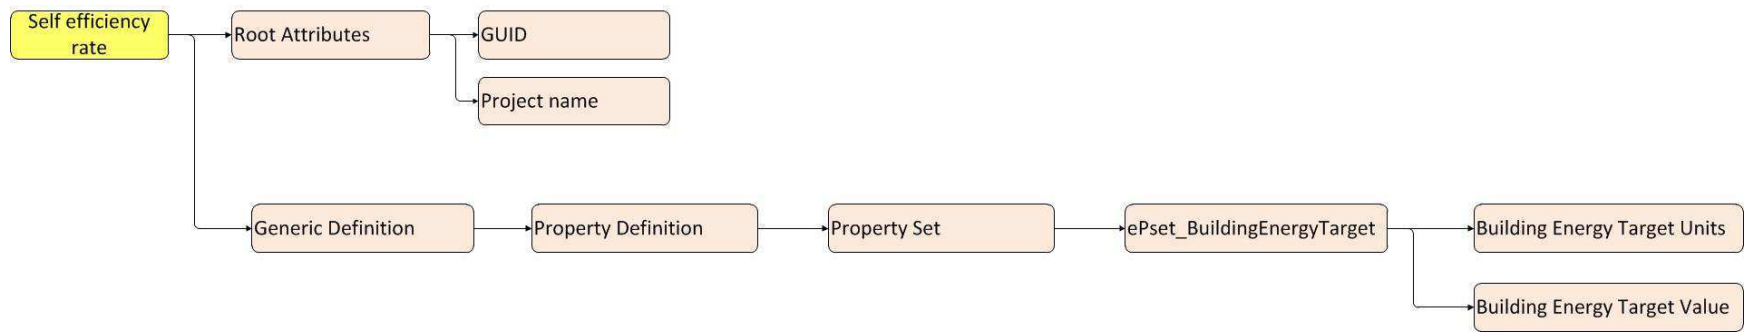 Self efficiency
rate
Root Attributes
GUID
Project name
Generic Definition
Property Definition
Property Set
ePset_BuildingEnergyTarget
Building Energy Target Units
Building Energy Target Value